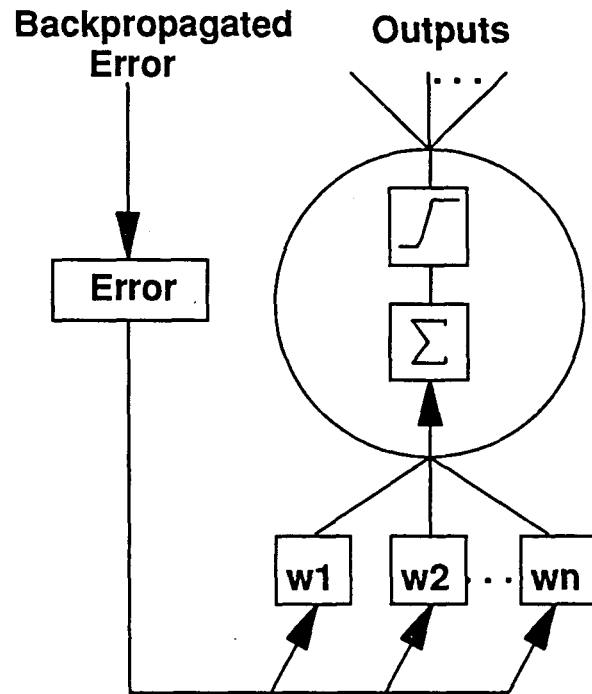 Backpropagated
Error
Outputs
. . .
Error
Σ
w1
w2
. . .
wn